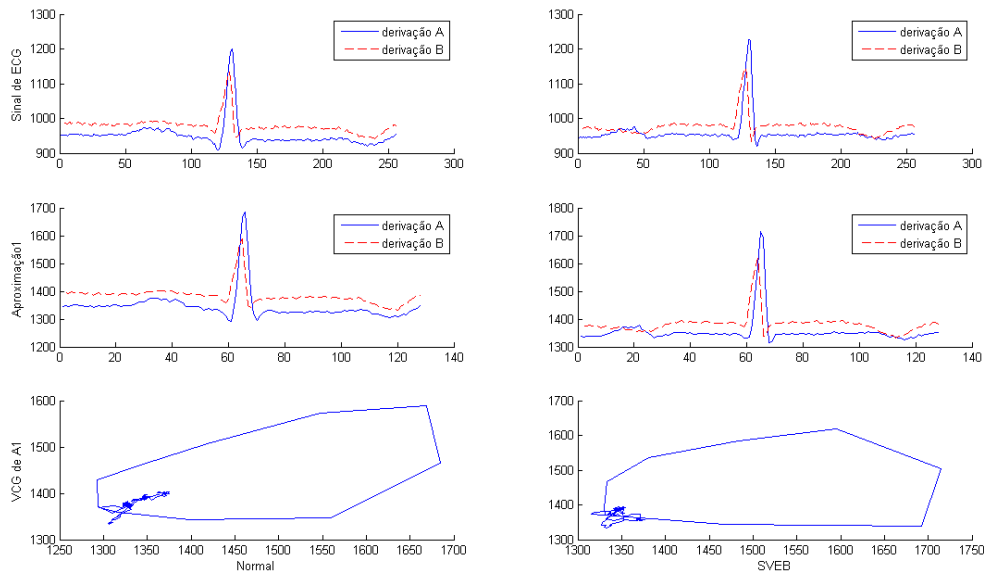 1300
1200
1100
1000
900
0 50 100 150 200 250 300
Sinal de ECG
derivação A
derivação B
1300
1200
1100
1000
900
0 50 100 150 200 250 300
derivação A
derivação B
1700
1600
1500
1400
1300
1200
0 20 40 60 80 100 120 140
Aproximação1
derivação A
derivação B
1800
1700
1600
1500
1400
1300
0 20 40 60 80 100 120 140
derivação A
derivação B
1600
1500
1400
1300
1250 1300 1350 1400 1450 1500 1550 1600 1650 1700
VCG de A1
Normal
1700
1600
1500
1400
1300
1300 1350 1400 1450 1500 1550 1600 1650 1700 1750
SVEB